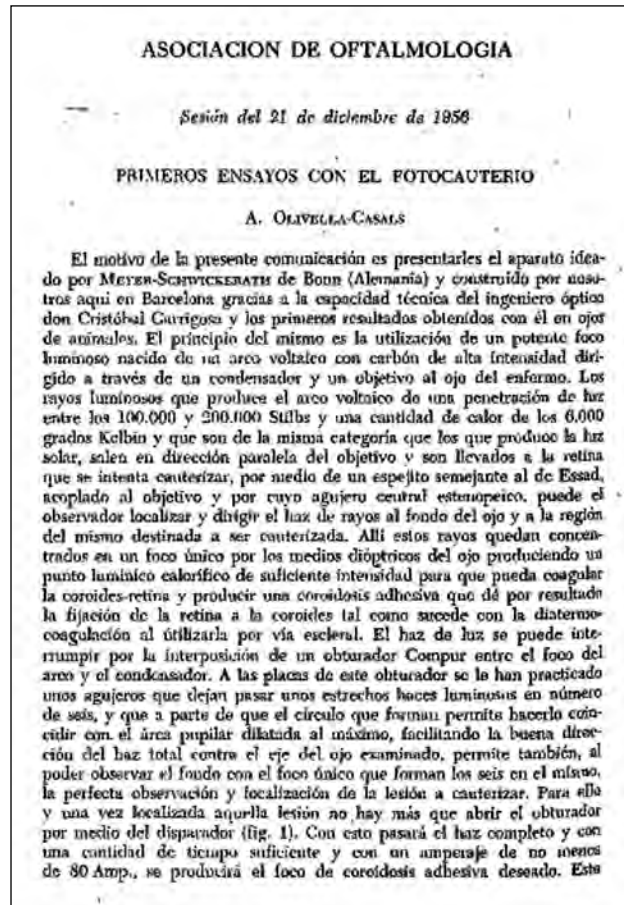 ASOCIACION DE OFTALMOLOGIA
Sesión del 21 de diciembre de 1956
PRIMEROS ENSAYOS CON EL FOTOCAUTERIO
A. OLIVELLA-CASALS
El motivo de la presente comunicación es presentarles el aparato idea-
do por MEYER-SCHWICKERATH de Bonn (Alemania) y construido por noso-
tros aquí en Barcelona gracias a la capacidad técnica del ingeniero óptico
don Cristóbal Garrigosa y los primeros resultados obtenidos con él en ojos
de animales. El principio del mismo es la utilización de un potente foco
luminoso nacido de un arco voltaico con carbón de alta intensidad diri-
gido a través de un condensador y un objetivo al ojo del enfermo. Los
rayos luminosos que produce el arco voltaico de una penetración de luz
entre los 100.000 y 200.000 Stilbs y una cantidad de calor de los 6.000
grados Kelbin y que son de la misma categoría que los que produce la luz
solar, salen en dirección paralela del objetivo y son llevados a la retina
que se intenta cauterizar, por medio de un espejito semejante al de Essad,
acoplado al objetivo y por cuyo agujero central estenopeico, puede el
observador localizar y dirigir el haz de rayos al fondo del ojo y a la región
del mismo destinada a ser cauterizada. Allí estos rayos quedan concen-
trados en un foco único por los medios dióptricos del ojo produciendo un
punto lumínico calorífico de suficiente intensidad para que pueda coagular
la coroides-retina y producir una coroidosis adhesiva que dé por resultado
la fijación de la retina a la coroides tal como sucede con la diatermo-
coagulación al útilizarla por vía escleral. El haz de luz se puede inte-
rrumpir por la interposición de un obturador Compur entre el foco del
arco y el condensador. A las placas de este obturador se le han practicado
unos agujeros que dejan pasar unos estrechos haces luminosos en número
de seis, y que a parte de que el círculo que forman permite hacerlo coin-
cidir con el área pupilar dilatada al máximo, facilitando la buena direc-
ción del haz total contra el eje del ojo examinado, permite también, al
poder observar el fondo con el foco único que forman los seis en el mismo,
la perfecta observación y focalización de la lesión a cauterizar. Para ello
y una vez localizada aquella lesión no hay más que abrir el obturador
por medio del disparador (fig. 1). Con esto pasará el haz completo y con
una cantidad de tiempo suficiente y con un amperaje de no menos
de 80 Amp., se producirá el foco de coroidosis adhesiva deseado. Este